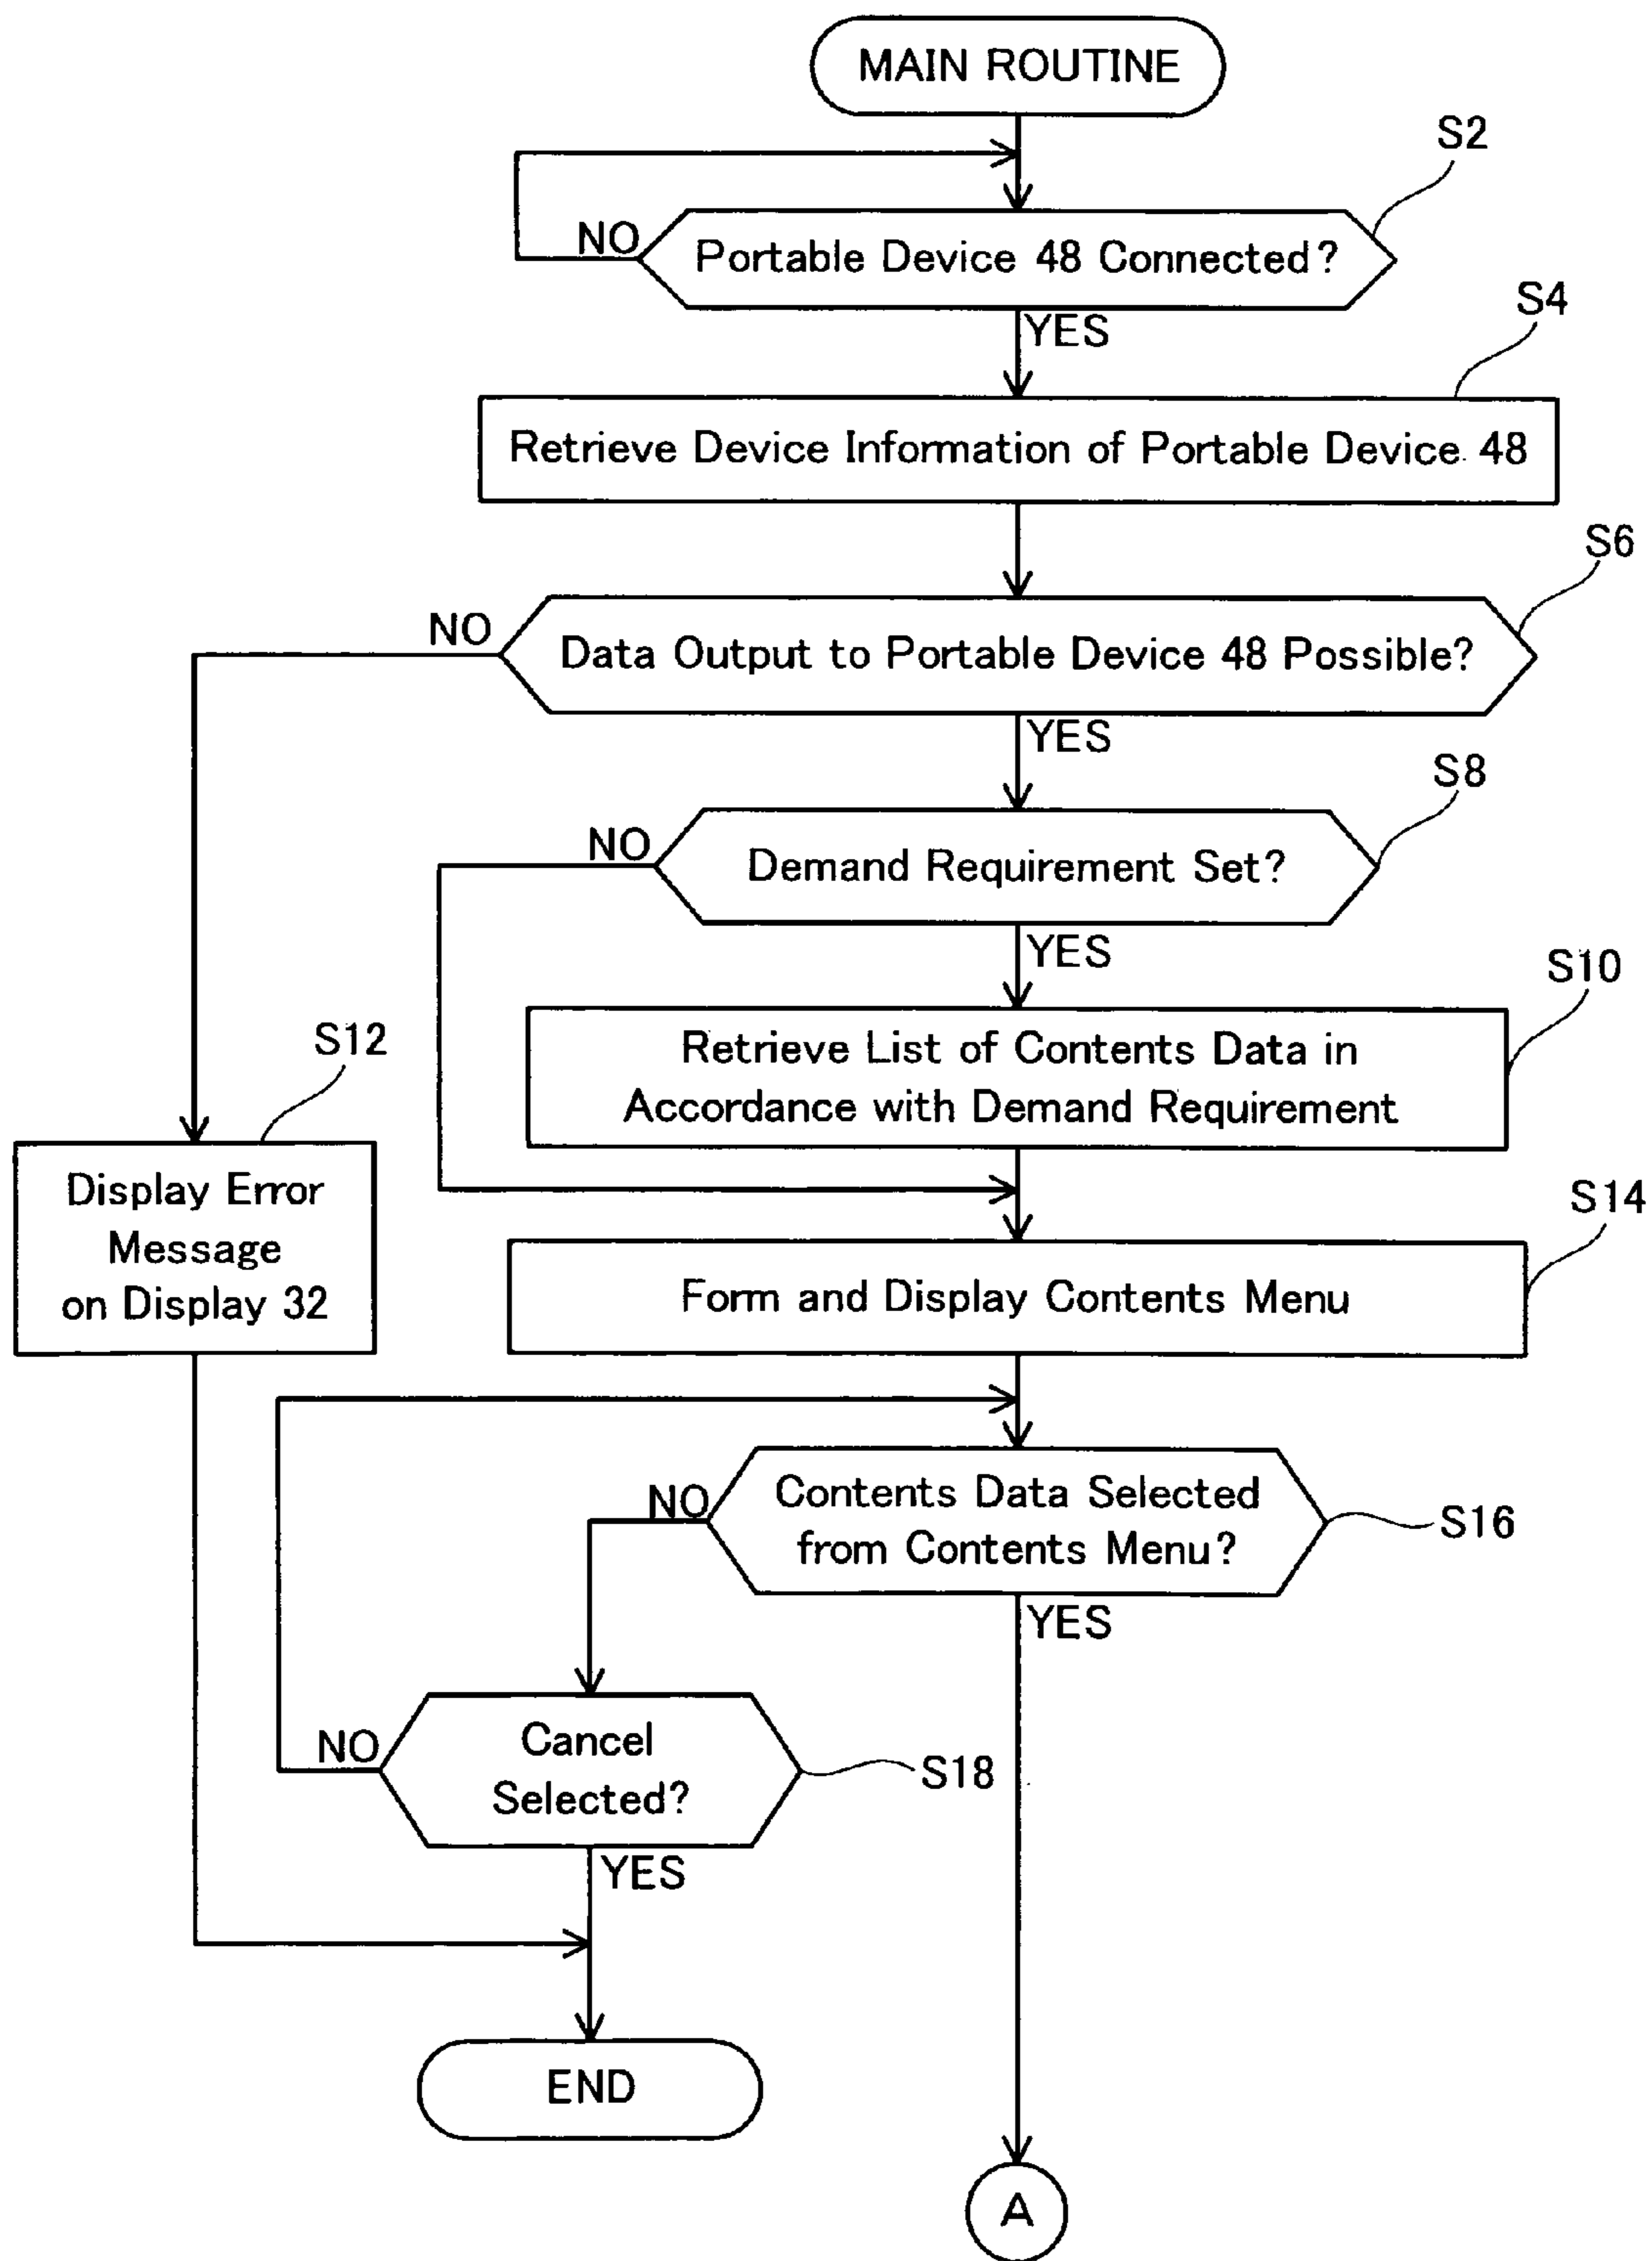 MAIN ROUTINE
S2
NO
Portable Device 48 Connected?
YES
S4
Retrieve Device Information of Portable Device 48
S6
NO
Data Output to Portable Device 48 Possible?
YES
S8
NO
Demand Requirement Set?
YES
S10
Retrieve List of Contents Data in
Accordance with Demand Requirement
S12
Display Error
Message
on Display 32
S14
Form and Display Contents Menu
NO
Contents Data Selected
from Contents Menu?
S16
YES
NO
Cancel
Selected?
S18
YES
END
A